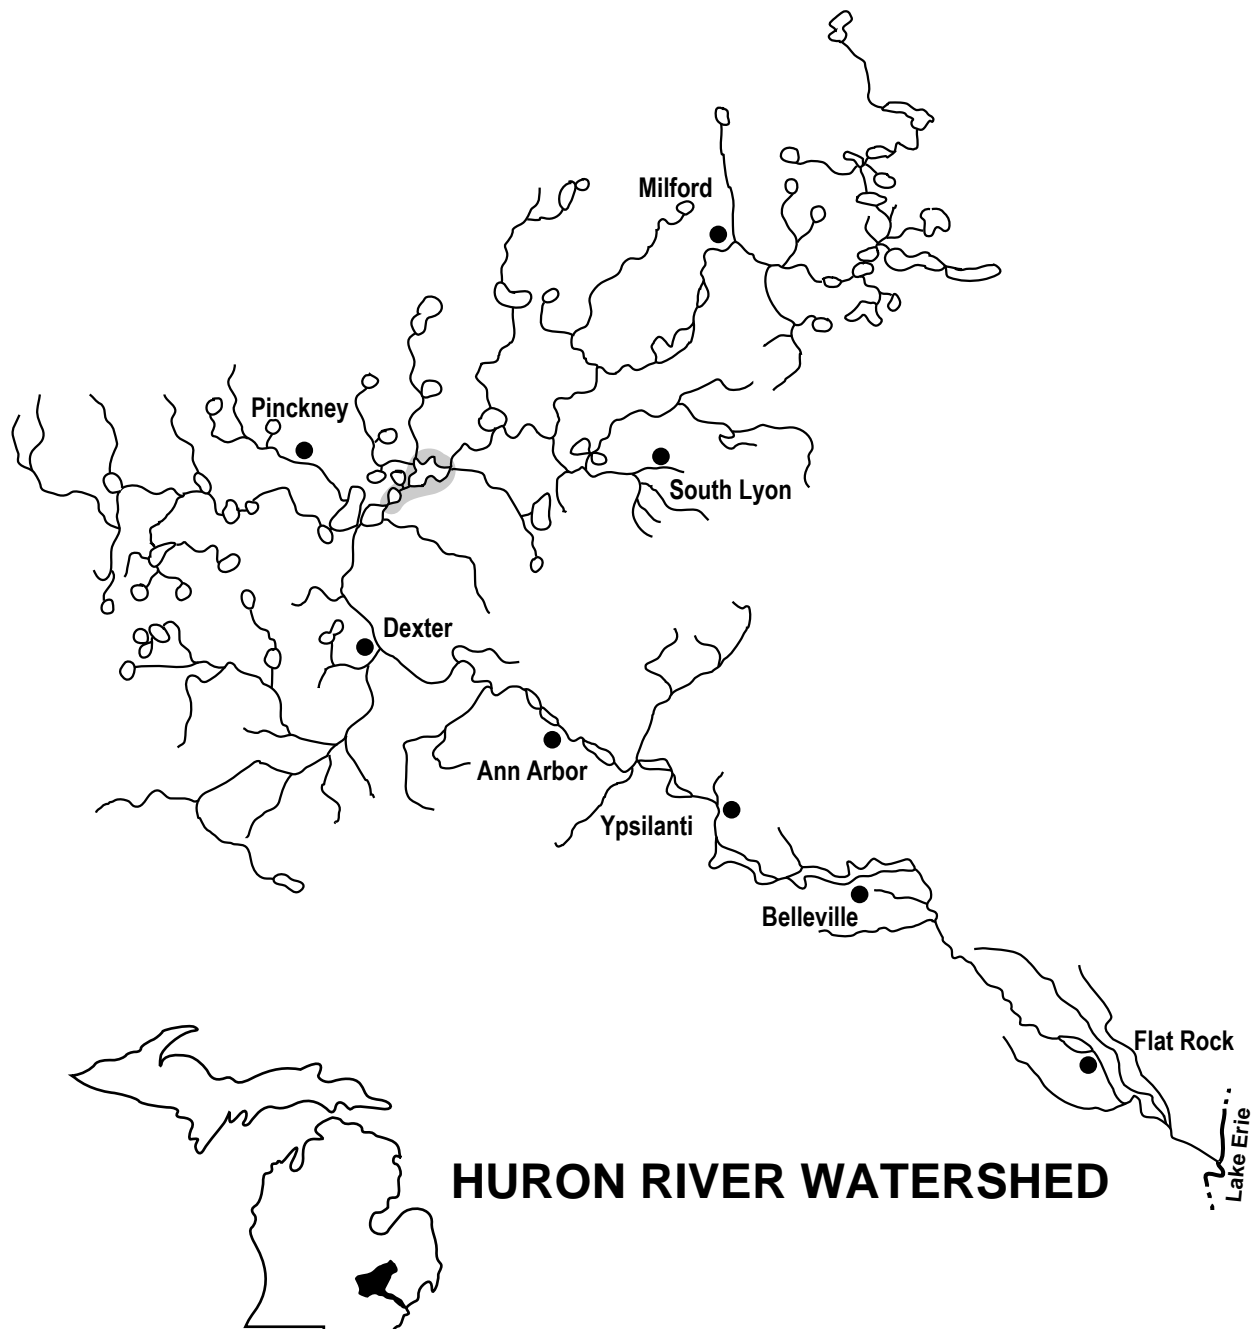 Milford
Pinckney
South Lyon
Dexter
Ann Arbor
Ypsilanti
Belleville
Flat Rock
Lake Erie
HURON RIVER WATERSHED